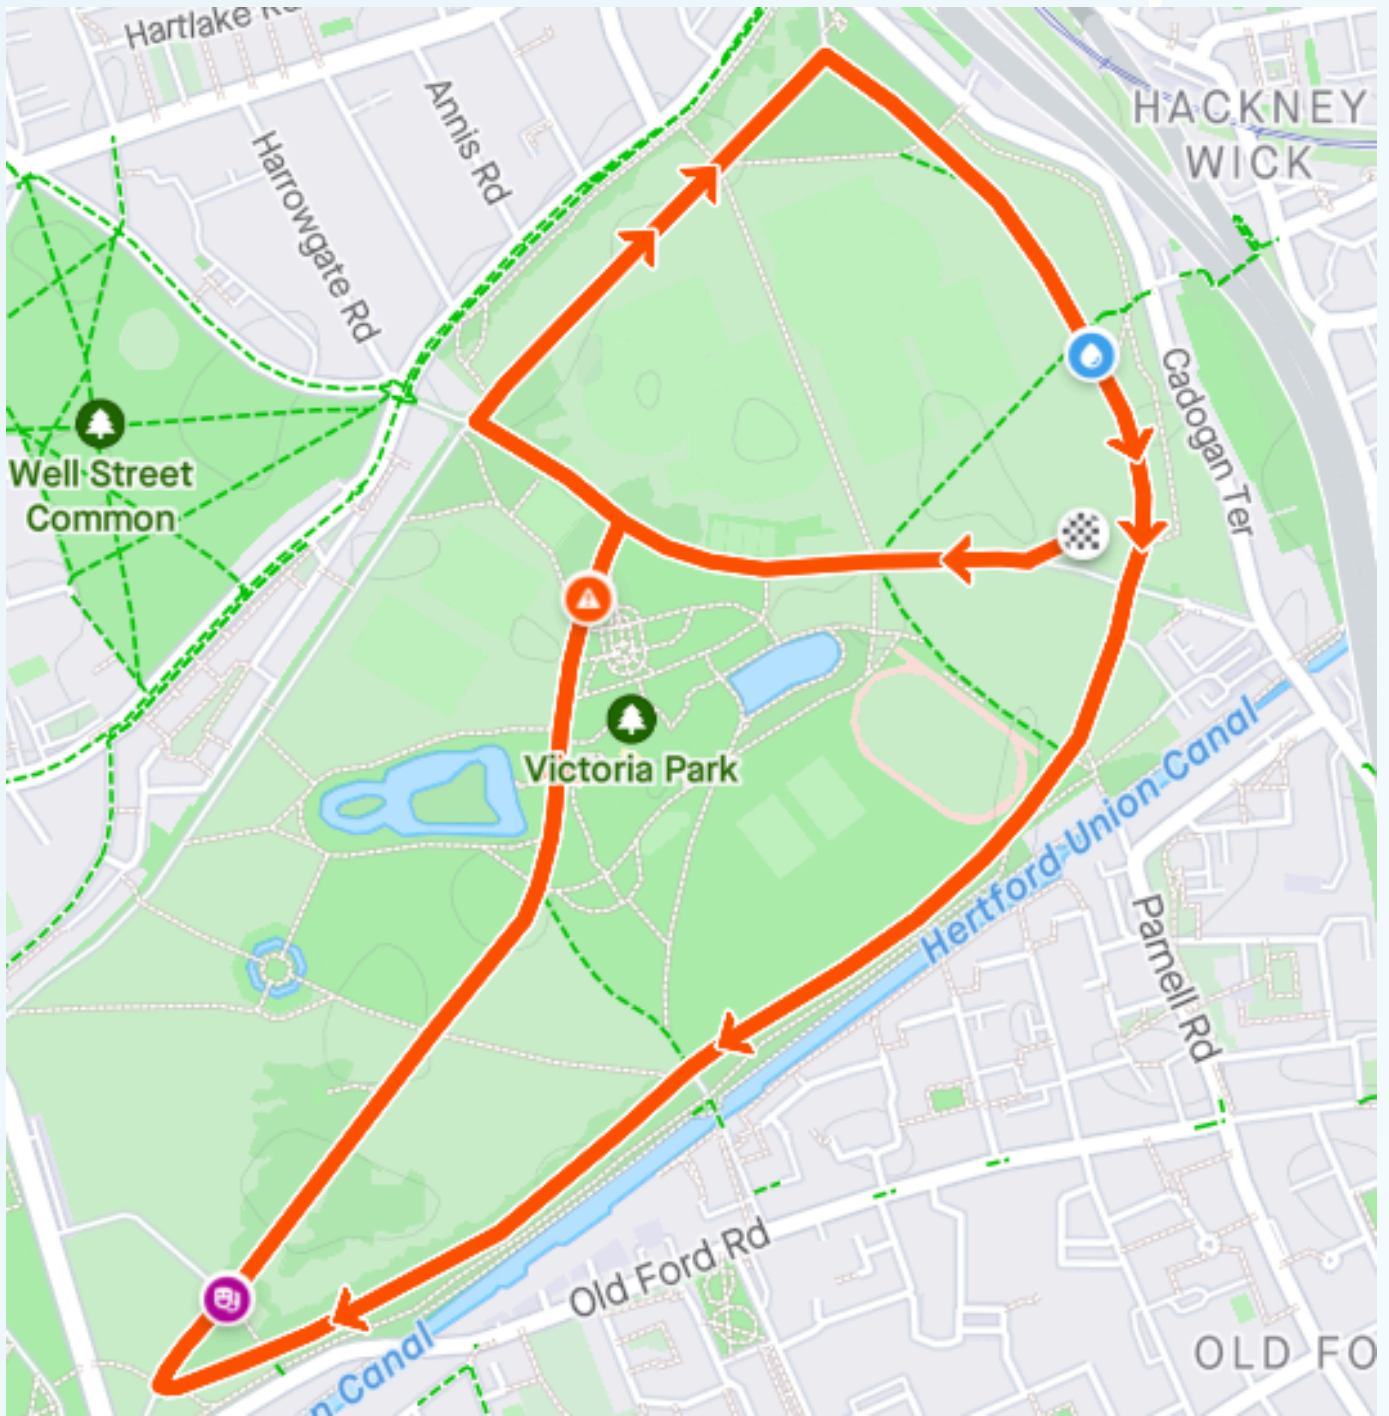 Hartlake R
Annis Rd
HACKNEY
WICK
Harrowgate Rd
Cadogan Ter
Well Street
Common
Victoria Park
Hertford Union Canal
Parnell Rd
Old Ford Rd
n Canal
OLD FO